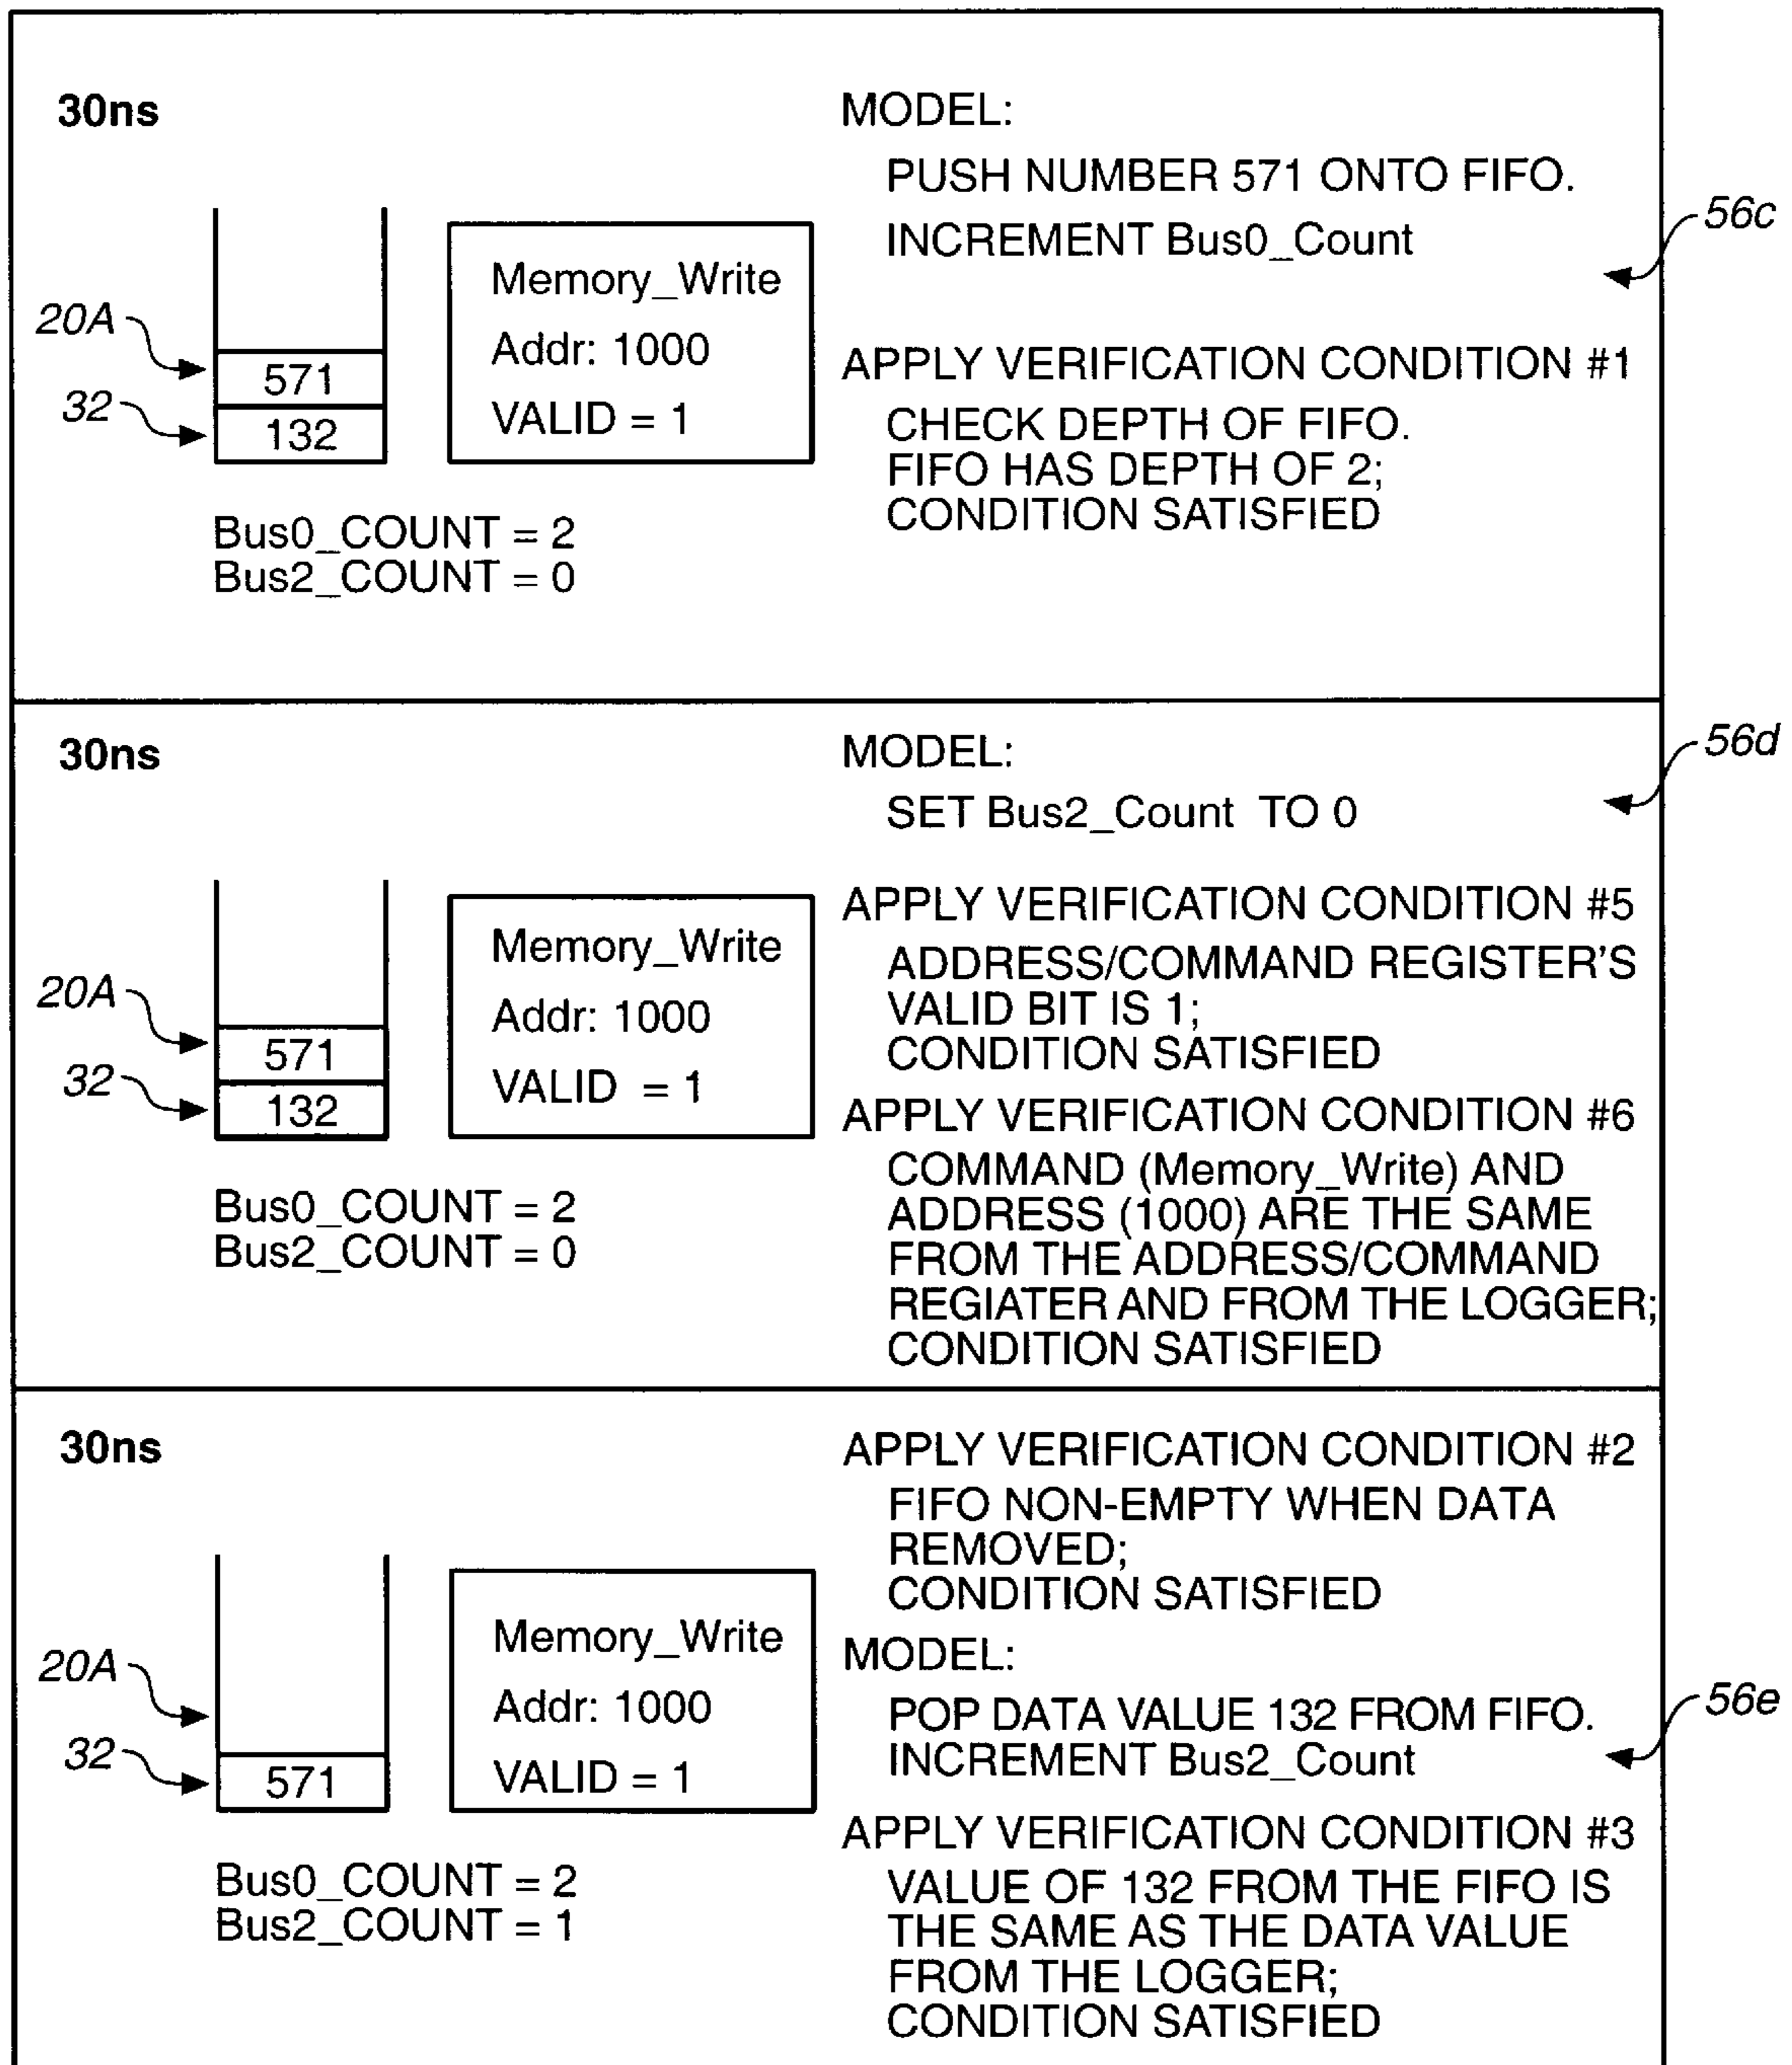 30ns
20A
571
32
132
Memory_Write
Addr: 1000
VALID = 1
Bus0_COUNT = 2
Bus2_COUNT = 0
MODEL:
PUSH NUMBER 571 ONTO FIFO.
INCREMENT Bus0_Count
APPLY VERIFICATION CONDITION #1
CHECK DEPTH OF FIFO.
FIFO HAS DEPTH OF 2;
CONDITION SATISFIED
56c
30ns
20A
571
32
132
Memory_Write
Addr: 1000
VALID = 1
Bus0_COUNT = 2
Bus2_COUNT = 0
MODEL:
SET Bus2_Count TO 0
APPLY VERIFICATION CONDITION #5
ADDRESS/COMMAND REGISTER'S
VALID BIT IS 1;
CONDITION SATISFIED
APPLY VERIFICATION CONDITION #6
COMMAND (Memory_Write) AND
ADDRESS (1000) ARE THE SAME
FROM THE ADDRESS/COMMAND
REGIATER AND FROM THE LOGGER;
CONDITION SATISFIED
56d
30ns
20A
32
571
Memory_Write
Addr: 1000
VALID = 1
Bus0_COUNT = 2
Bus2_COUNT = 1
APPLY VERIFICATION CONDITION #2
FIFO NON-EMPTY WHEN DATA
REMOVED;
CONDITION SATISFIED
MODEL:
POP DATA VALUE 132 FROM FIFO.
INCREMENT Bus2_Count
APPLY VERIFICATION CONDITION #3
VALUE OF 132 FROM THE FIFO IS
THE SAME AS THE DATA VALUE
FROM THE LOGGER;
CONDITION SATISFIED
56e